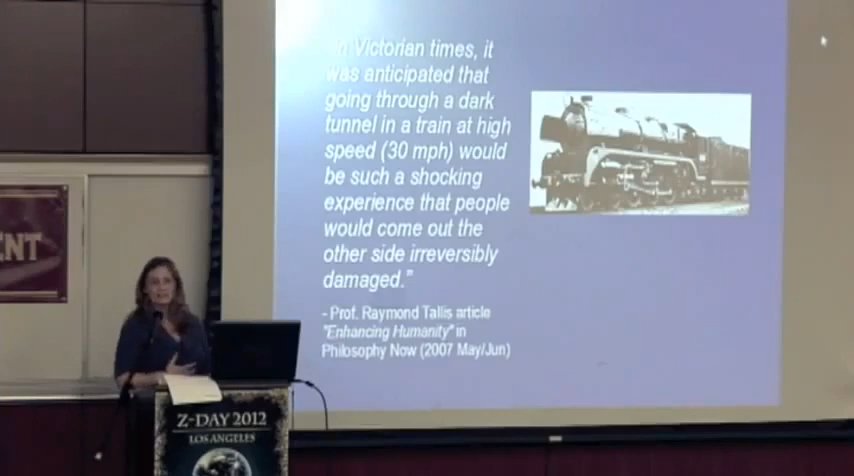 "In Victorian times, it
was anticipated that
going through a dark
tunnel in a train at high
speed (30 mph) would
be such a shocking
experience that people
would come out the
other side irreversibly
damaged."
- Prof. Raymond Tallis article
"Enhancing Humanity" in
Philosophy Now (2007 May/Jun)
ENT
Z-DAY 2012
LOS ANGELES